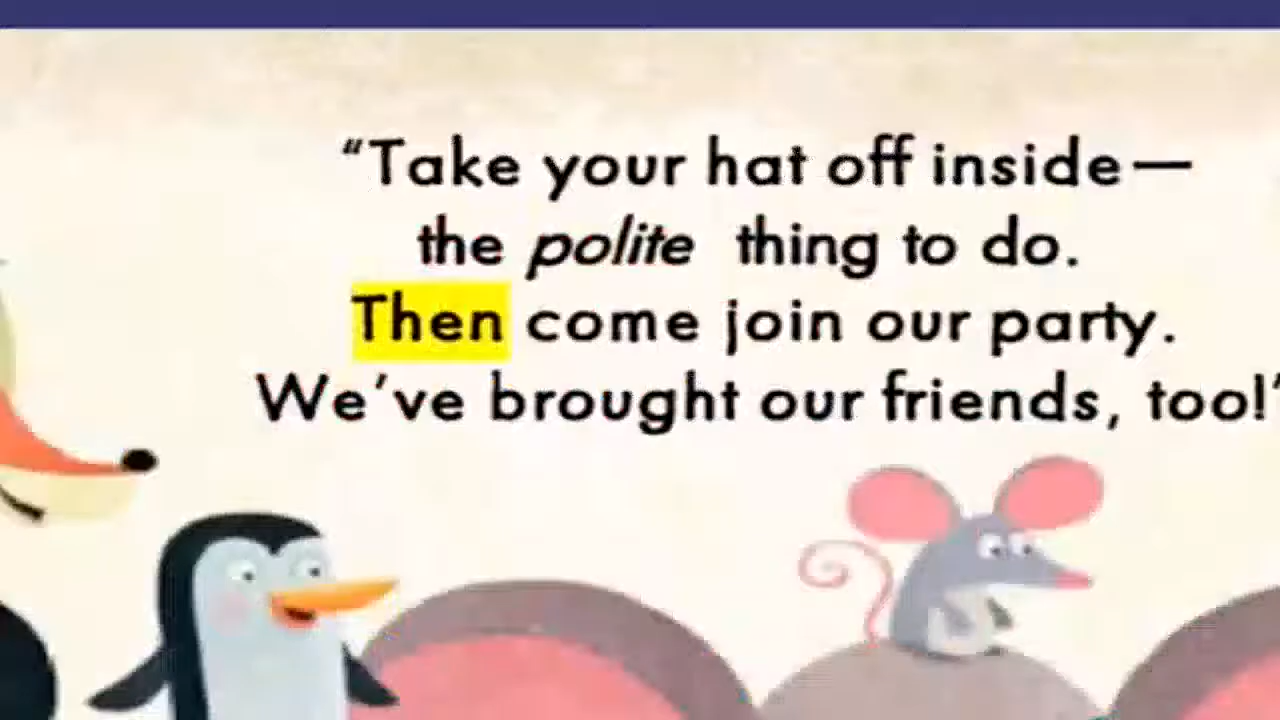 “Take your hat off inside—
the polite thing to do.
Then come join our party.
We’ve brought our friends, too!”